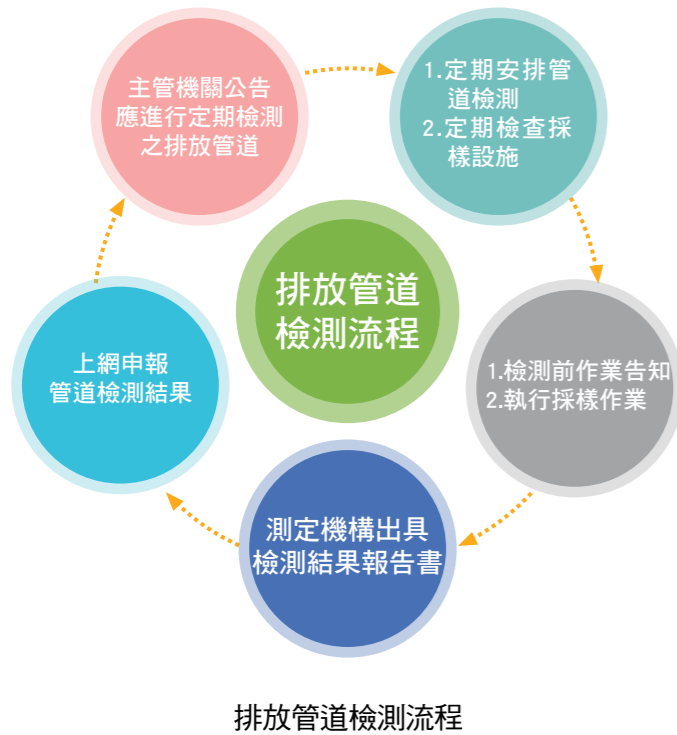 主管機關公告
應進行定期檢測
之排放管道
1.定期安排管
道檢測
2.定期檢查採
樣設施
排放管道
檢測流程
1.檢測前作業告知
2.執行採樣作業
測定機構出具
檢測結果報告書
上網申報
管道檢測結果
排放管道檢測流程